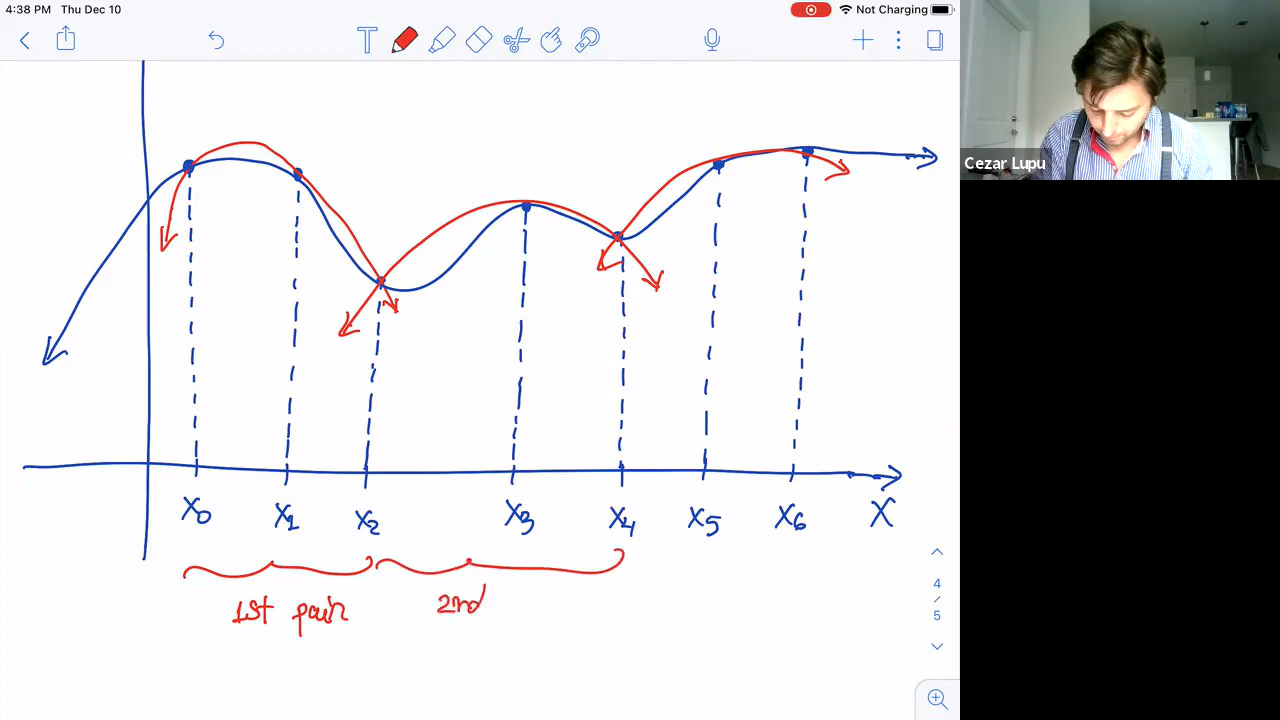 4:38 PM Thu Dec 10
Not Charging
T
Cezar Lupu
X0 X1 X2 X3 X4 X5 X6 X
1st pair 2nd
4
/
5